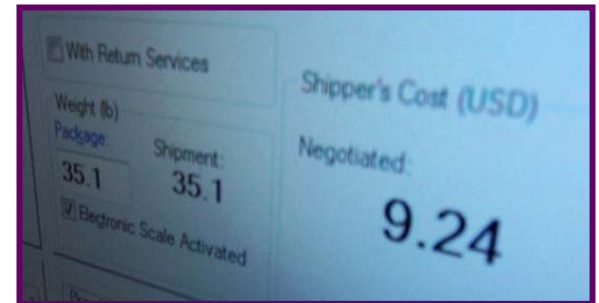 With Return Services
Weight (lb)
Package:
Shipment:
35.1
35.1
Electronic Scale Activated
Shipper's Cost (USD)
Negotiated:
9.24